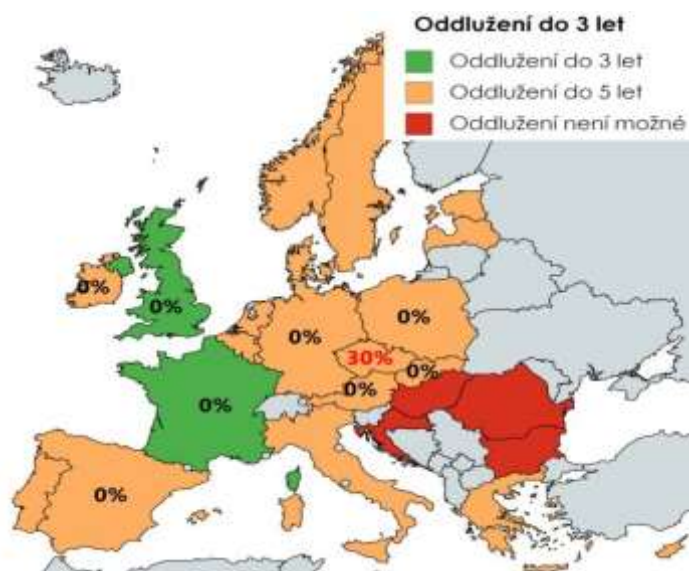 Oddlužení do 3 let
Oddlužení do 3 let
Oddlužení do 5 let
Oddlužení není možné
0%
0%
0%
0%
30%
0%
0%
0%
0%